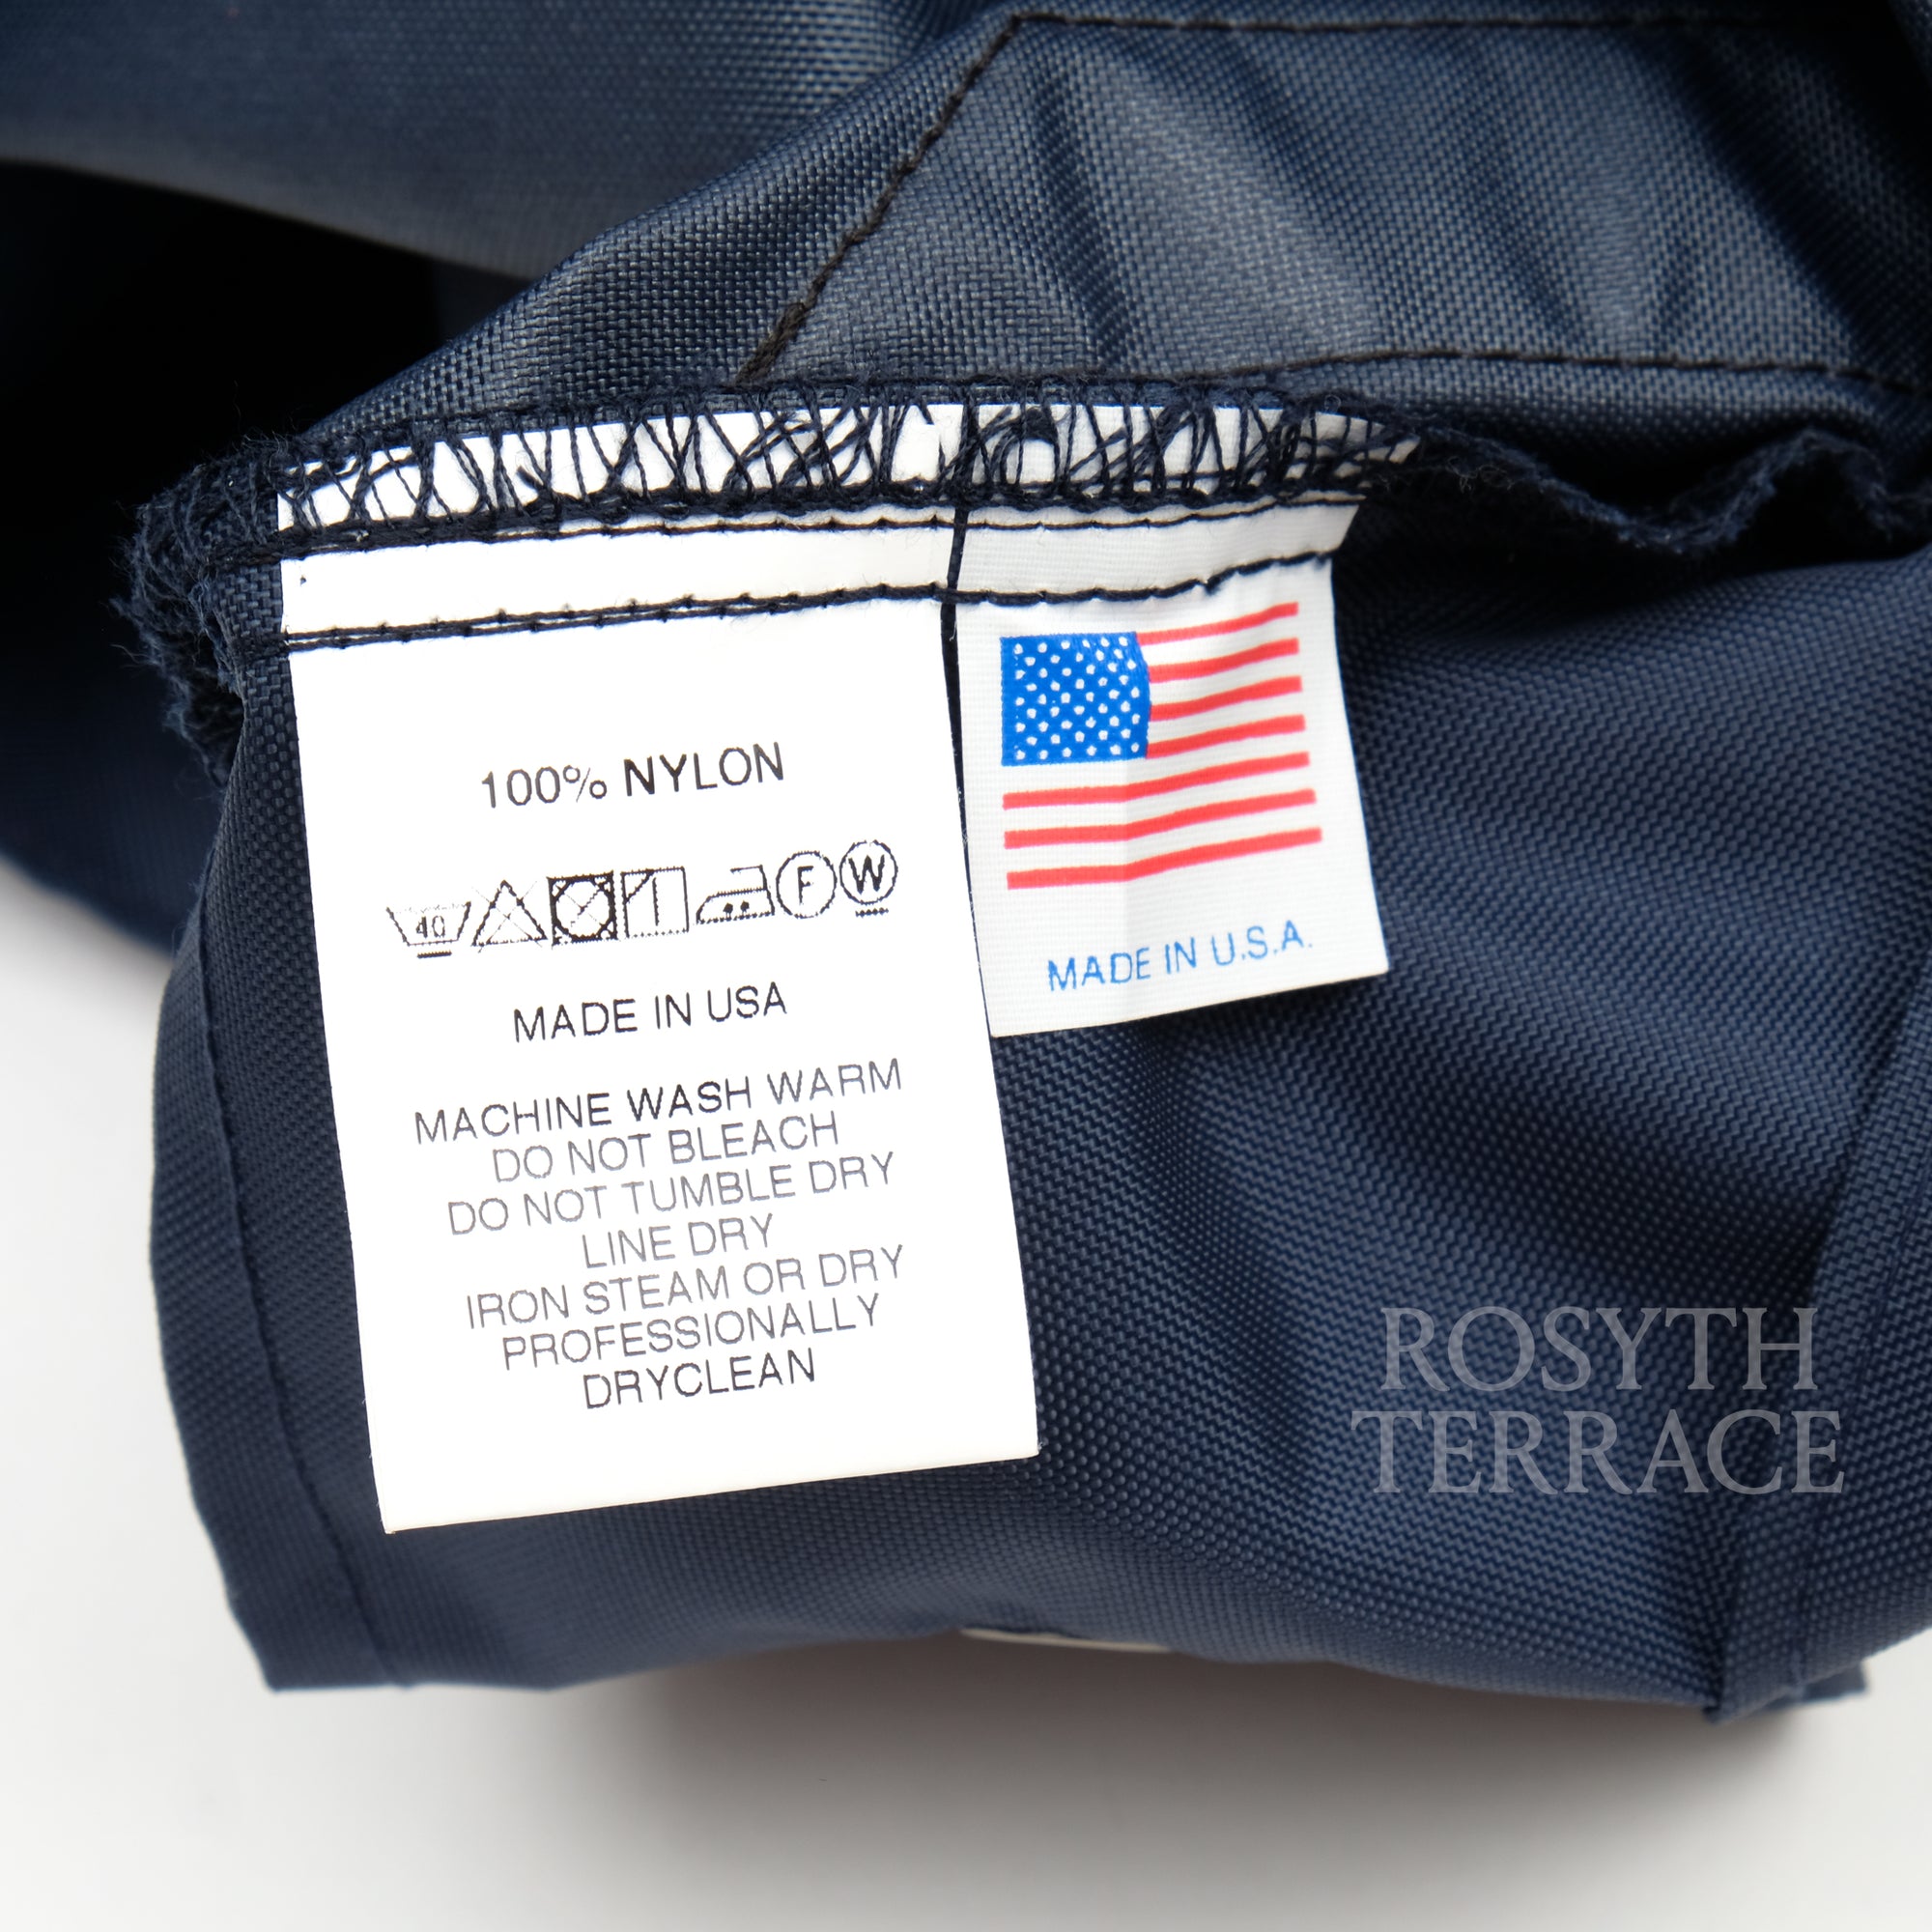 100% NYLON
40 F W
MADE IN USA
MACHINE WASH WARM
DO NOT BLEACH
DO NOT TUMBLE DRY
LINE DRY
IRON STEAM OR DRY
PROFESSIONALLY
DRYCLEAN
MADE IN U.S.A.
ROSYTH
TERRACE